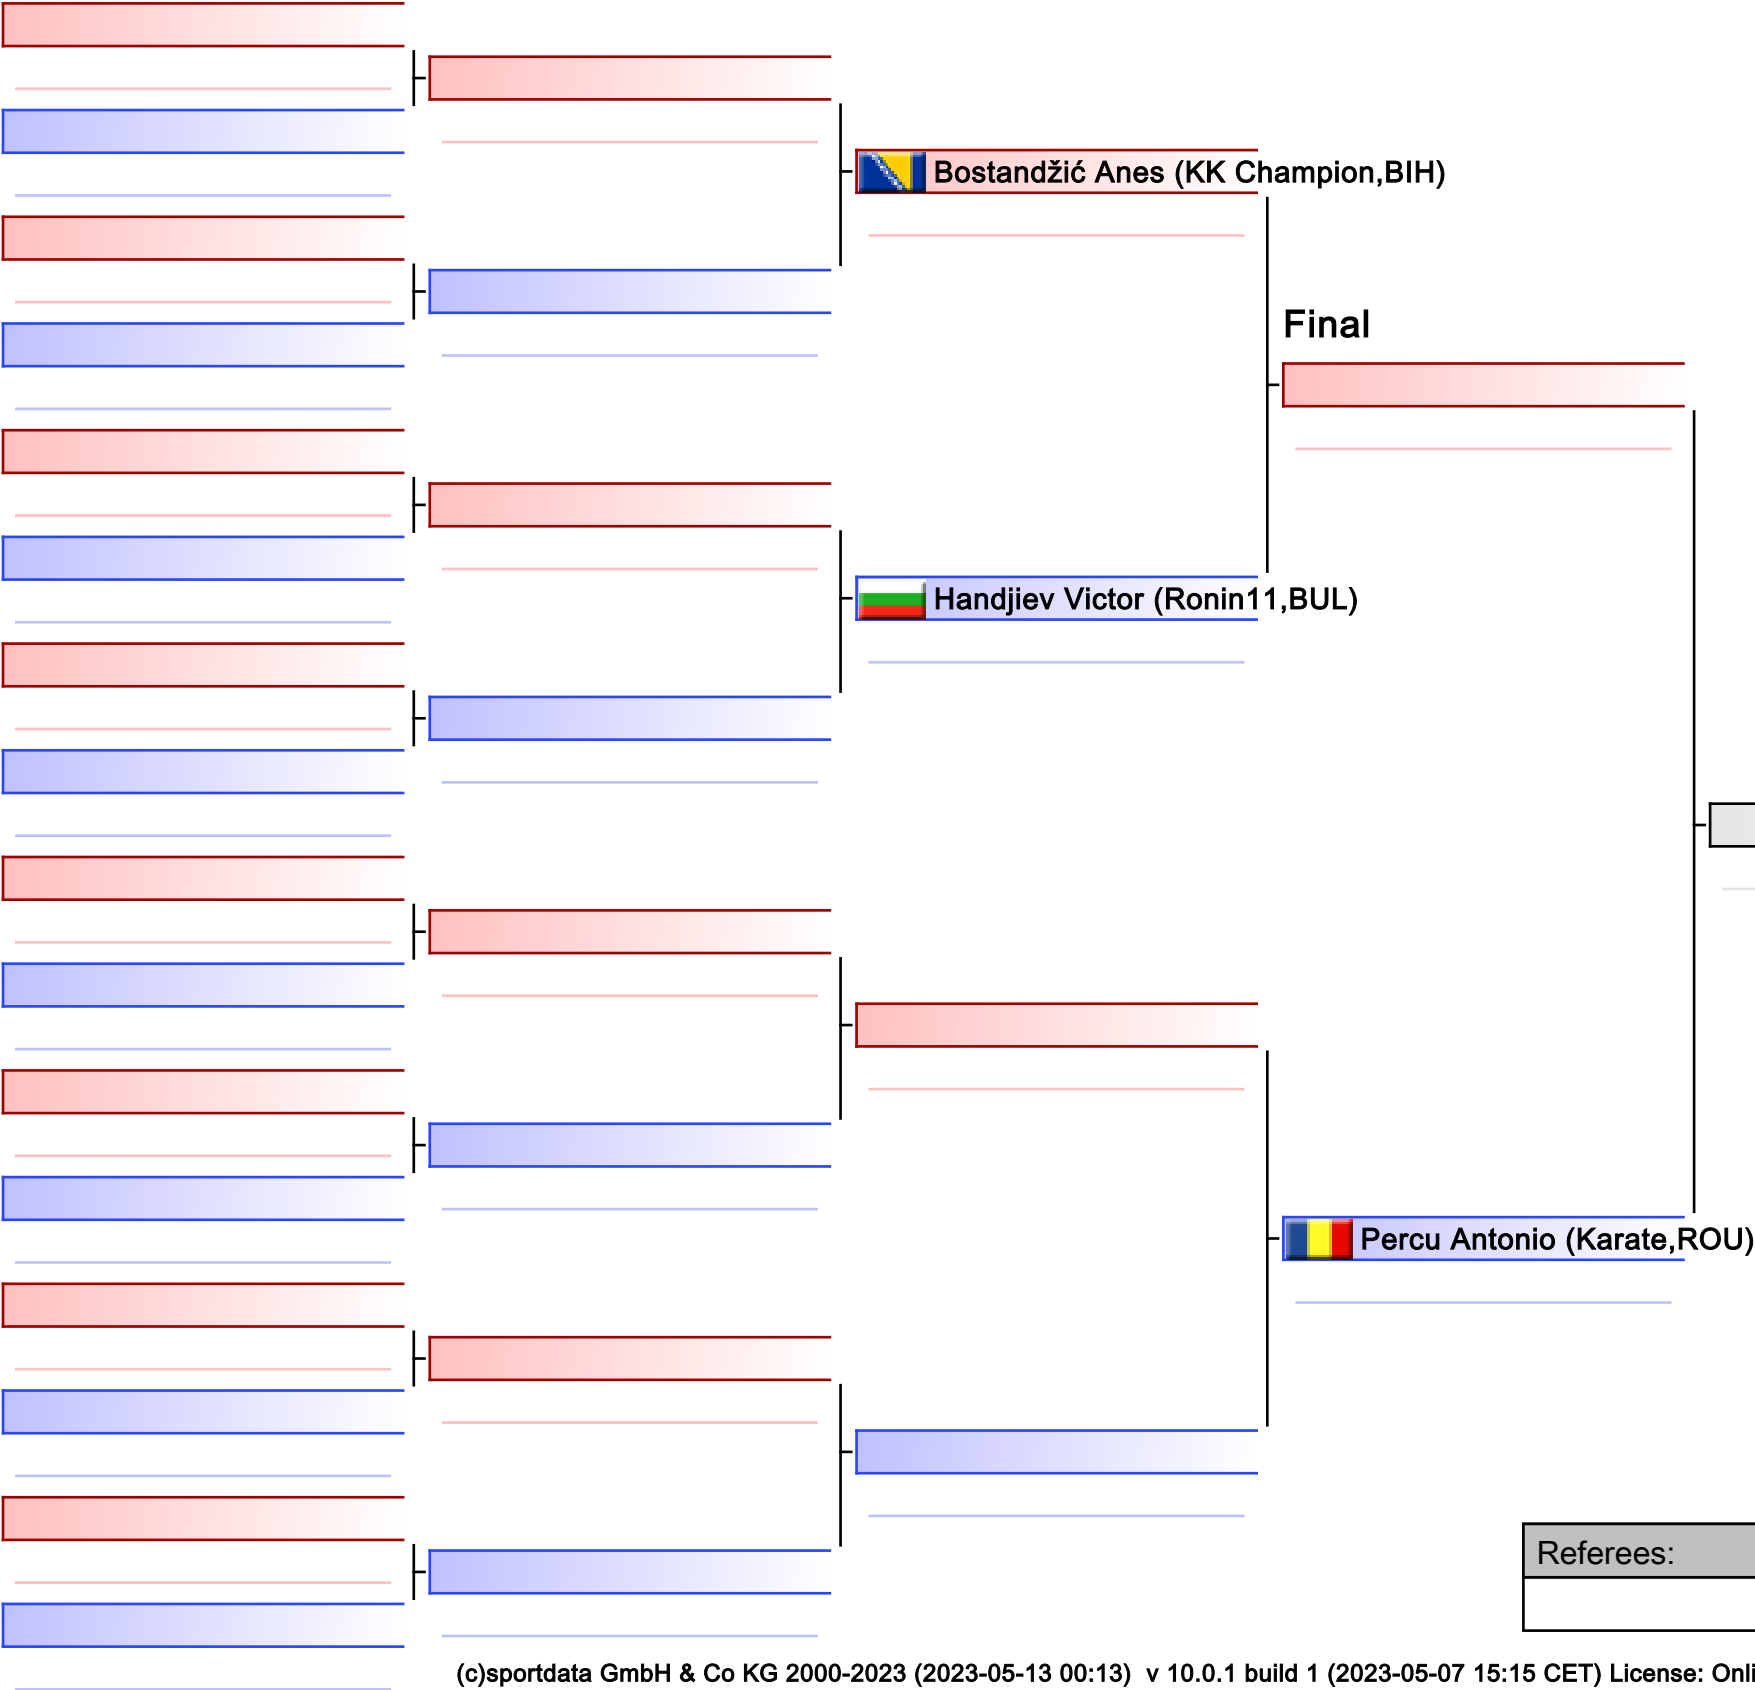 Bostandžić Anes (KK Champion,BIH)
Final
Handjiev Victor (Ronin11,BUL)
Percu Antonio (Karate,ROU)
Referees:
(c)sportdata GmbH & Co KG 2000-2023 (2023-05-13 00:13) v 10.0.1 build 1 (2023-05-07 15:15 CET) License: Onli